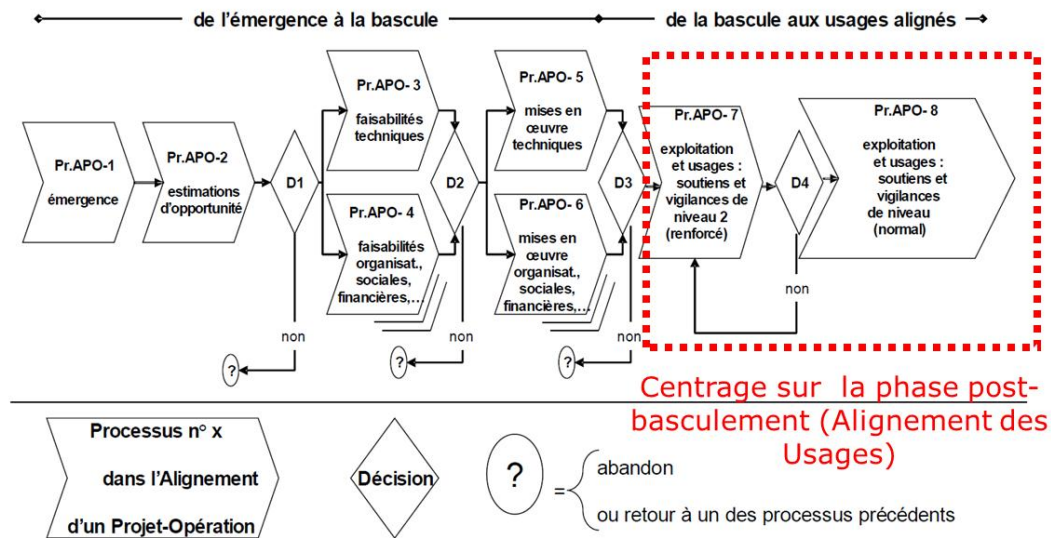 de l'émergence à la bascule
de la bascule aux usages alignés
Pr.APO-1
émergence
Pr.APO-2
estimations
d'opportunité
D1
non
?
Pr.APO- 3
faisabilités
techniques
Pr.APO- 4
faisabilités
organisat.,
sociales,
financières,...
D2
non
?
Pr.APO- 5
mises en
œuvre
techniques
Pr.APO- 6
mises en
œuvre
organisat.,
sociales,
financières,...
D3
non
?
Pr.APO- 7
exploitation
et usages :
soutiens et
vigilances de
niveau 2
(renforcé)
D4
non
Pr.APO- 8
exploitation
et usages :
soutiens et
vigilances
de niveau
(normal)
Centrage sur la phase post-
basculement (Alignement des
Usages)
Processus n° x
dans l'Alignement
d'un Projet-Opération
Décision
?
=
abandon
ou retour à un des processus précédents